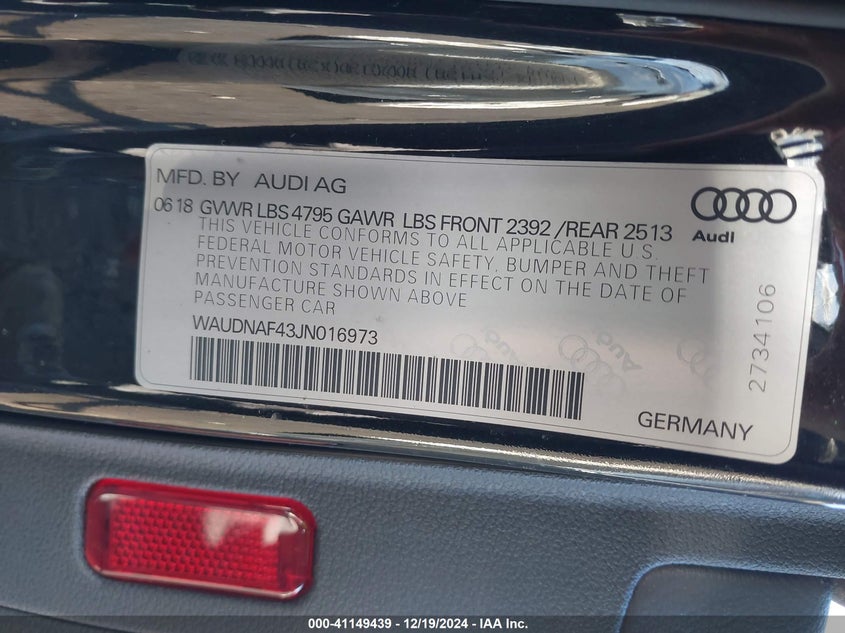 MFD. BY AUDI AG
06 18 GVWR LBS 4795 GAWR LBS FRONT 2392 /REAR 2513
THIS VEHICLE CONFORMS TO ALL APPLICABLE U.S.
FEDERAL MOTOR VEHICLE SAFETY, BUMPER AND THEFT
PREVENTION STANDARDS IN EFFECT ON THE DATE OF
MANUFACTURE SHOWN ABOVE
PASSENGER CAR
WAUDNAF43JN016973
Audi
2734106
Audi
GERMANY
000-41149439 - 12/19/2024 - IAA Inc.